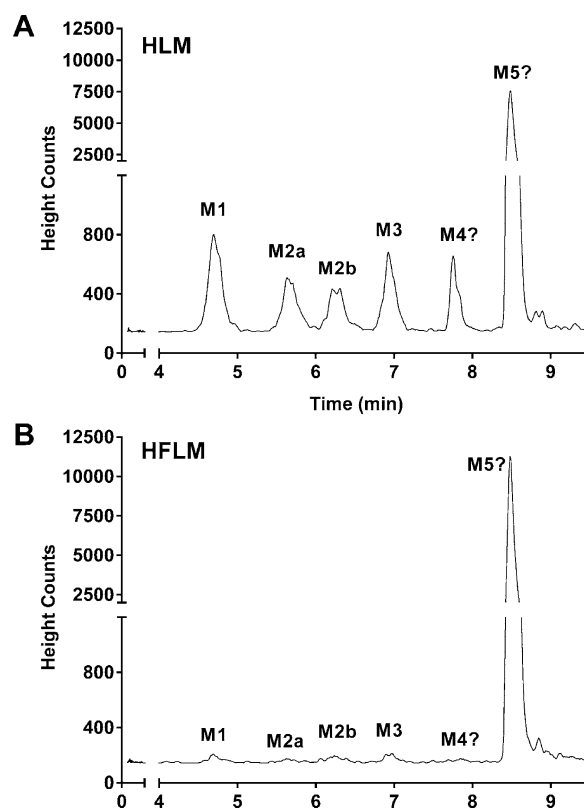 A
HLM
12500
10000
7500
5000
2500
800
400
0
Height Counts
M1
M2a
M2b
M3
M4?
M5?
0 4 5 6 7 8 9
Time (min)
B
HFLM
12500
10000
7500
5000
2500
800
400
0
Height Counts
M1
M2a
M2b
M3
M4?
M5?
0 4 5 6 7 8 9